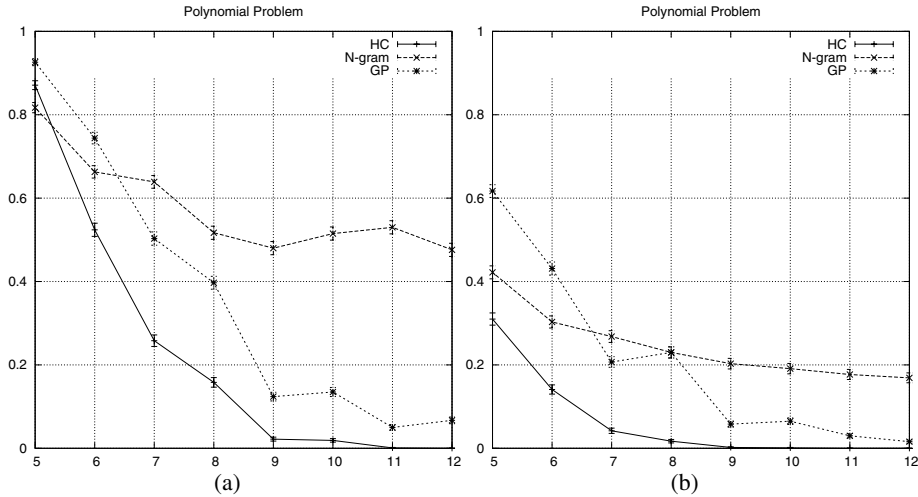 Polynomial Problem
1
0.8
0.6
0.4
0.2
0
5 6 7 8 9 10 11 12
HC
N-gram
GP
(a)
Polynomial Problem
1
0.8
0.6
0.4
0.2
0
5 6 7 8 9 10 11 12
HC
N-gram
GP
(b)